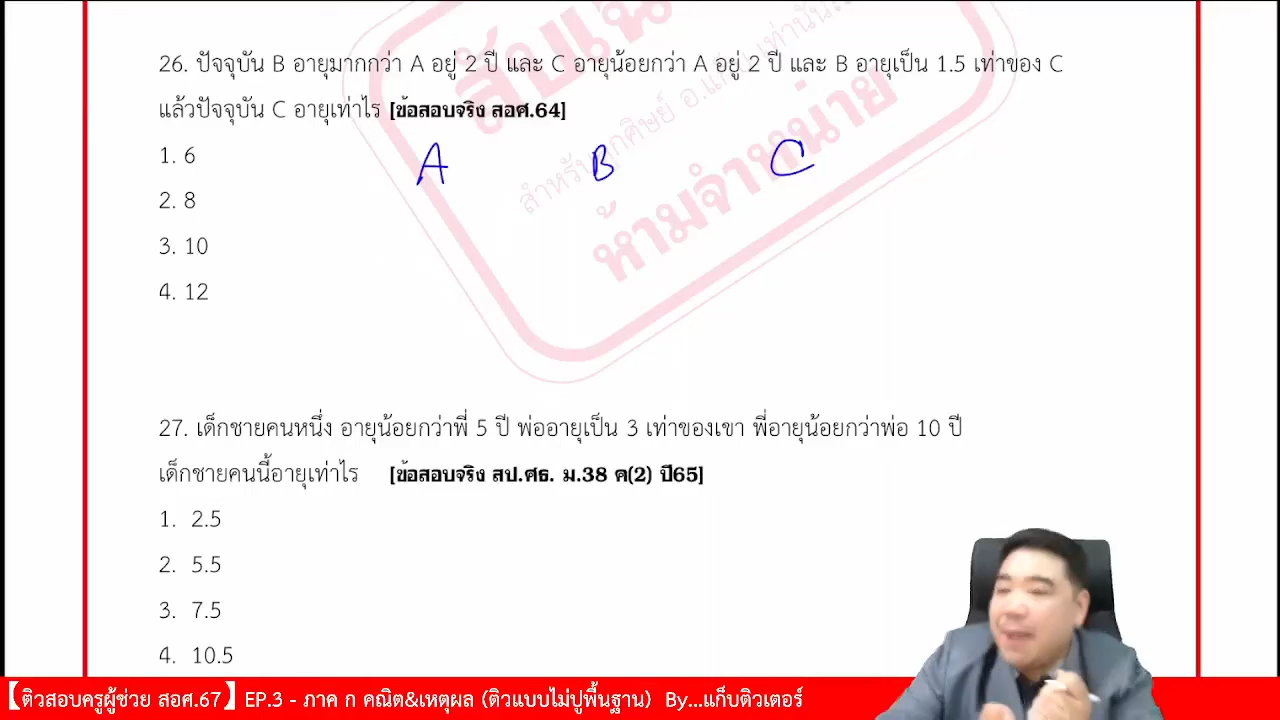 26. ปัจจุบัน B อายุมากกว่า A อยู่ 2 ปี และ C อายุน้อยกว่า A อยู่ 2 ปี และ B อายุเป็น 1.5 เท่าของ C
แล้วปัจจุบัน C อายุเท่าไร [ข้อสอบจริง สอศ.64]
1. 6
A B C
2. 8
3. 10
4. 12
ห้ามจำหน่าย
27. เด็กชายคนหนึ่ง อายุน้อยกว่าพี่ 5 ปี พ่ออายุเป็น 3 เท่าของเขา พี่อายุน้อยกว่าพ่อ 10 ปี
เด็กชายคนนี้อายุเท่าไร [ข้อสอบจริง สป.ศธ. ม.38 ค(2) ปี65]
1. 2.5
2. 5.5
3. 7.5
4. 10.5
【ติวสอบครูผู้ช่วย สอศ.67】 EP.3 - ภาค ก คณิต&เหตุผล (ติวแบบไม่ปูพื้นฐาน) By...แก็บติวเตอร์